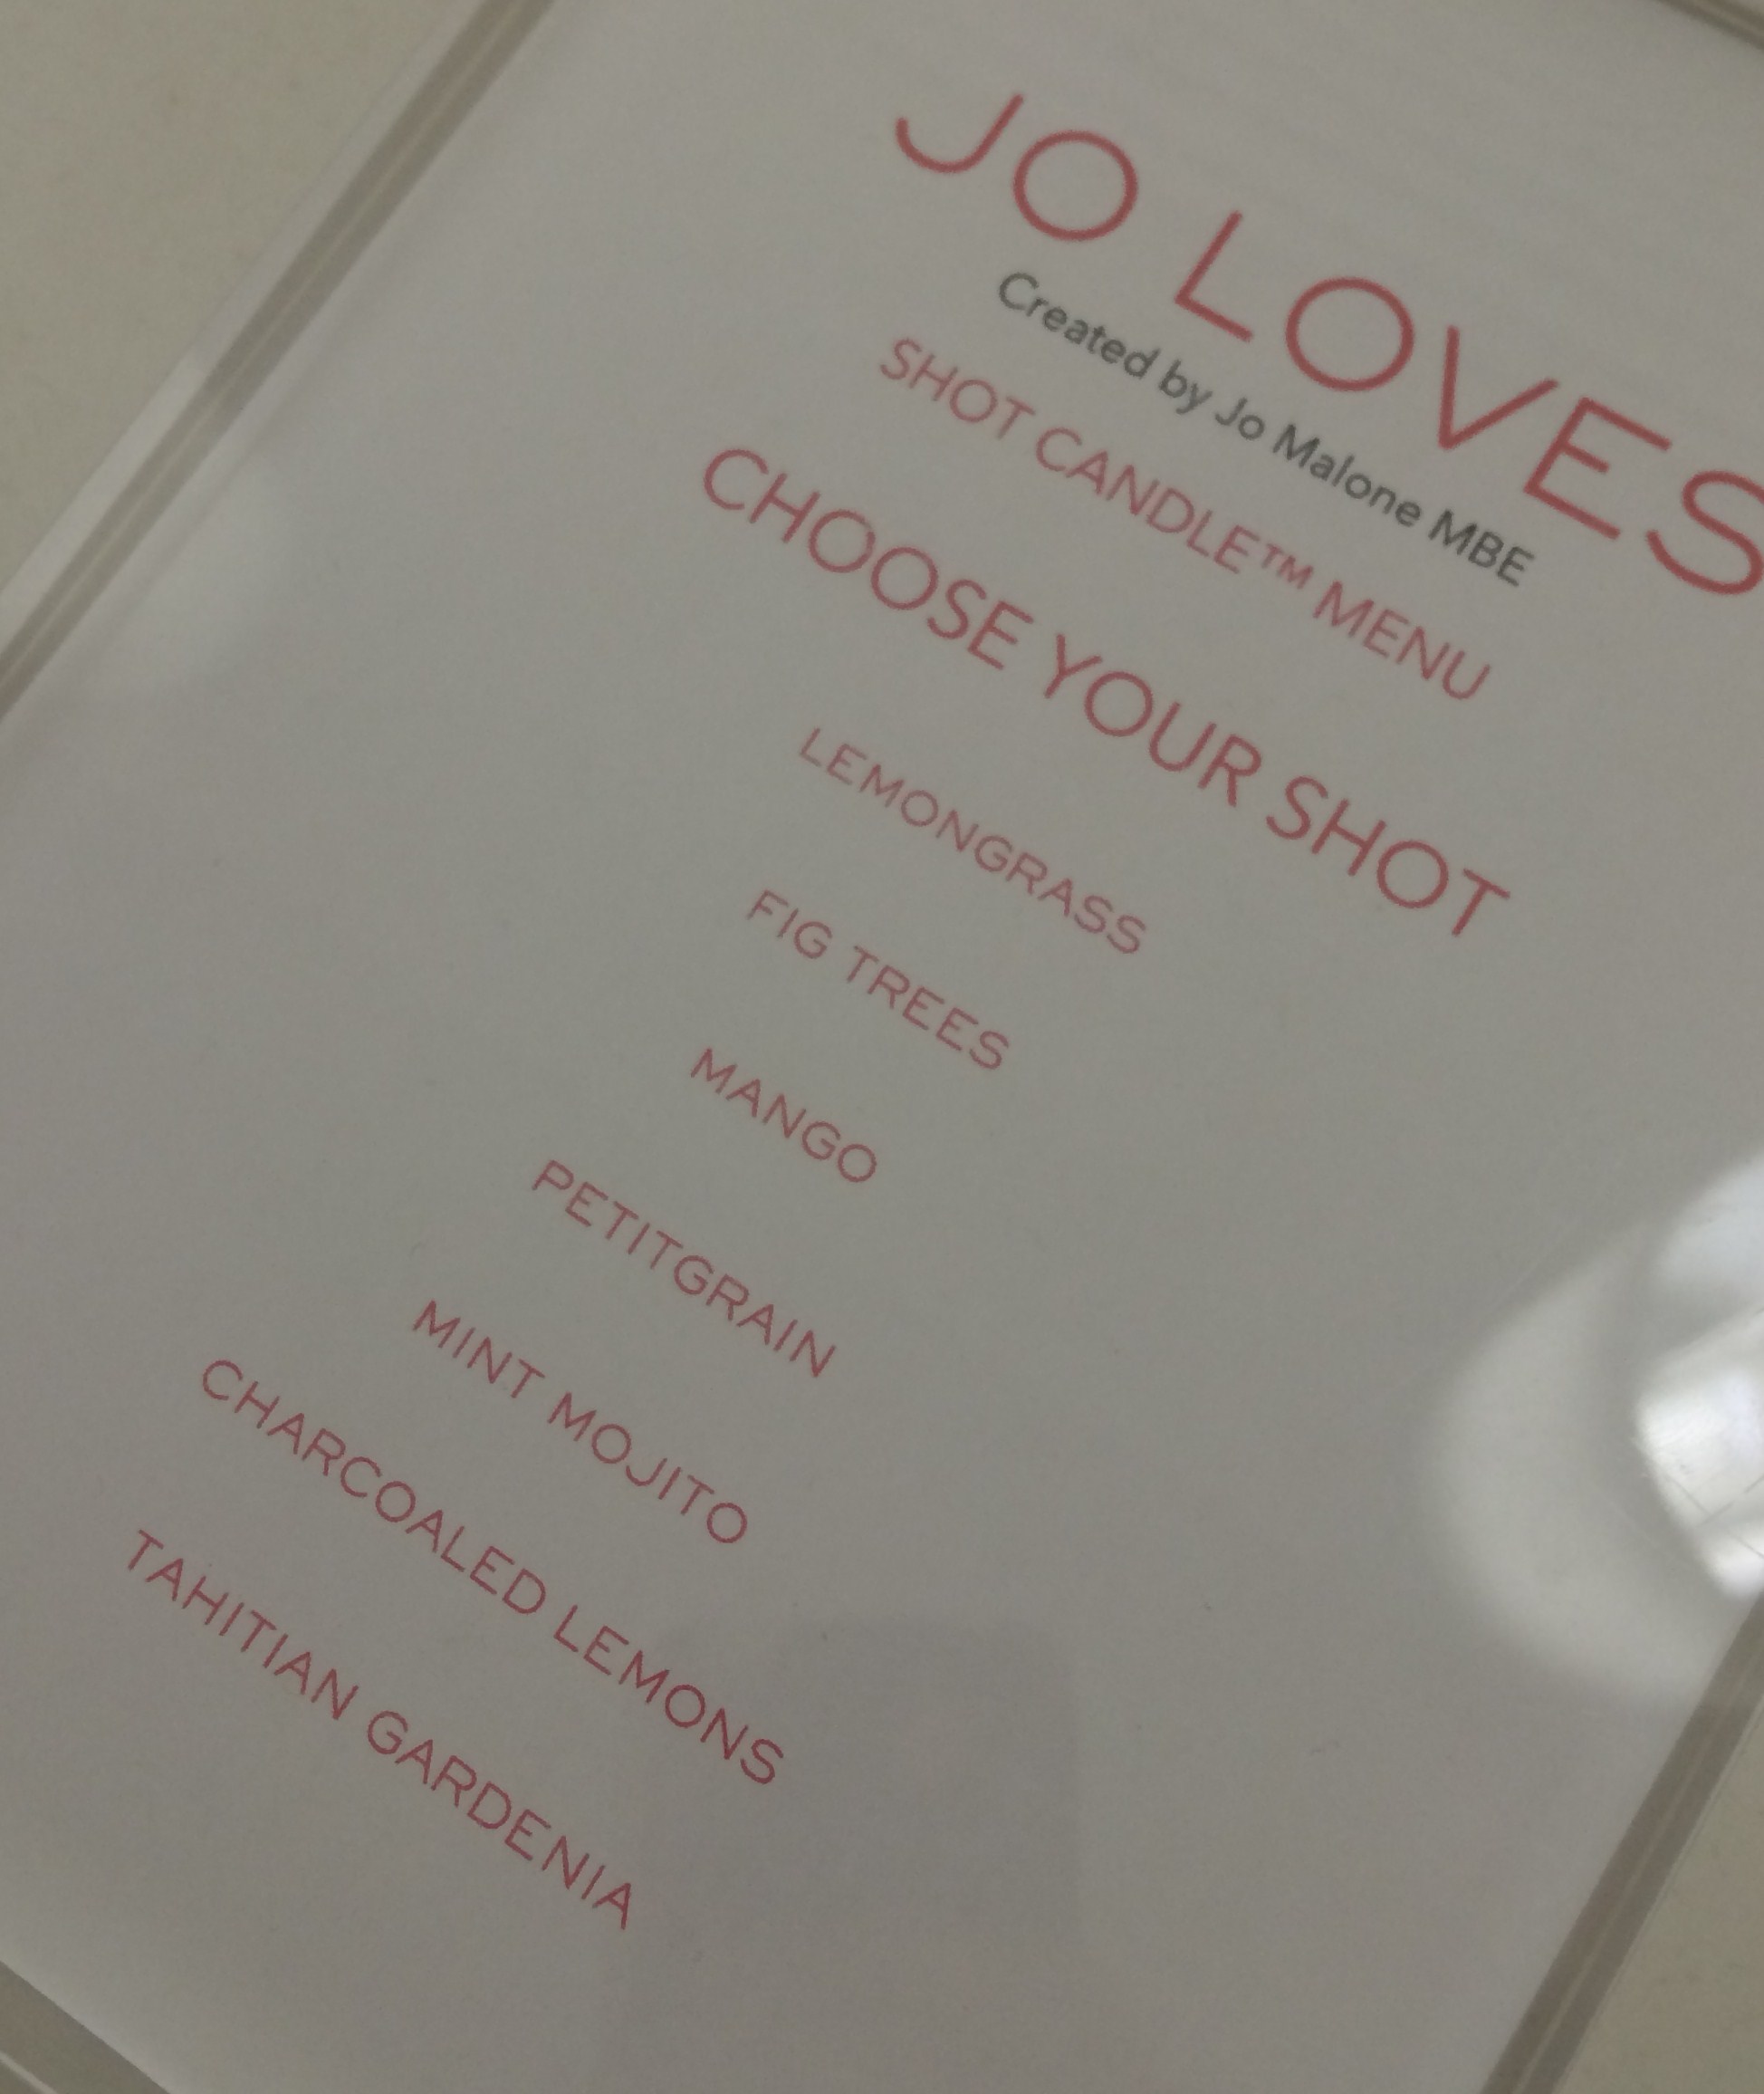 JO LOVES
Created by Jo Malone MBE
SHOT CANDLE™ MENU
CHOOSE YOUR SHOT
LEMONGRASS
FIG TREES
MANGO
PETITGRAIN
MINT MOJITO
CHARCOALED LEMONS
TAHITIAN GARDENIA